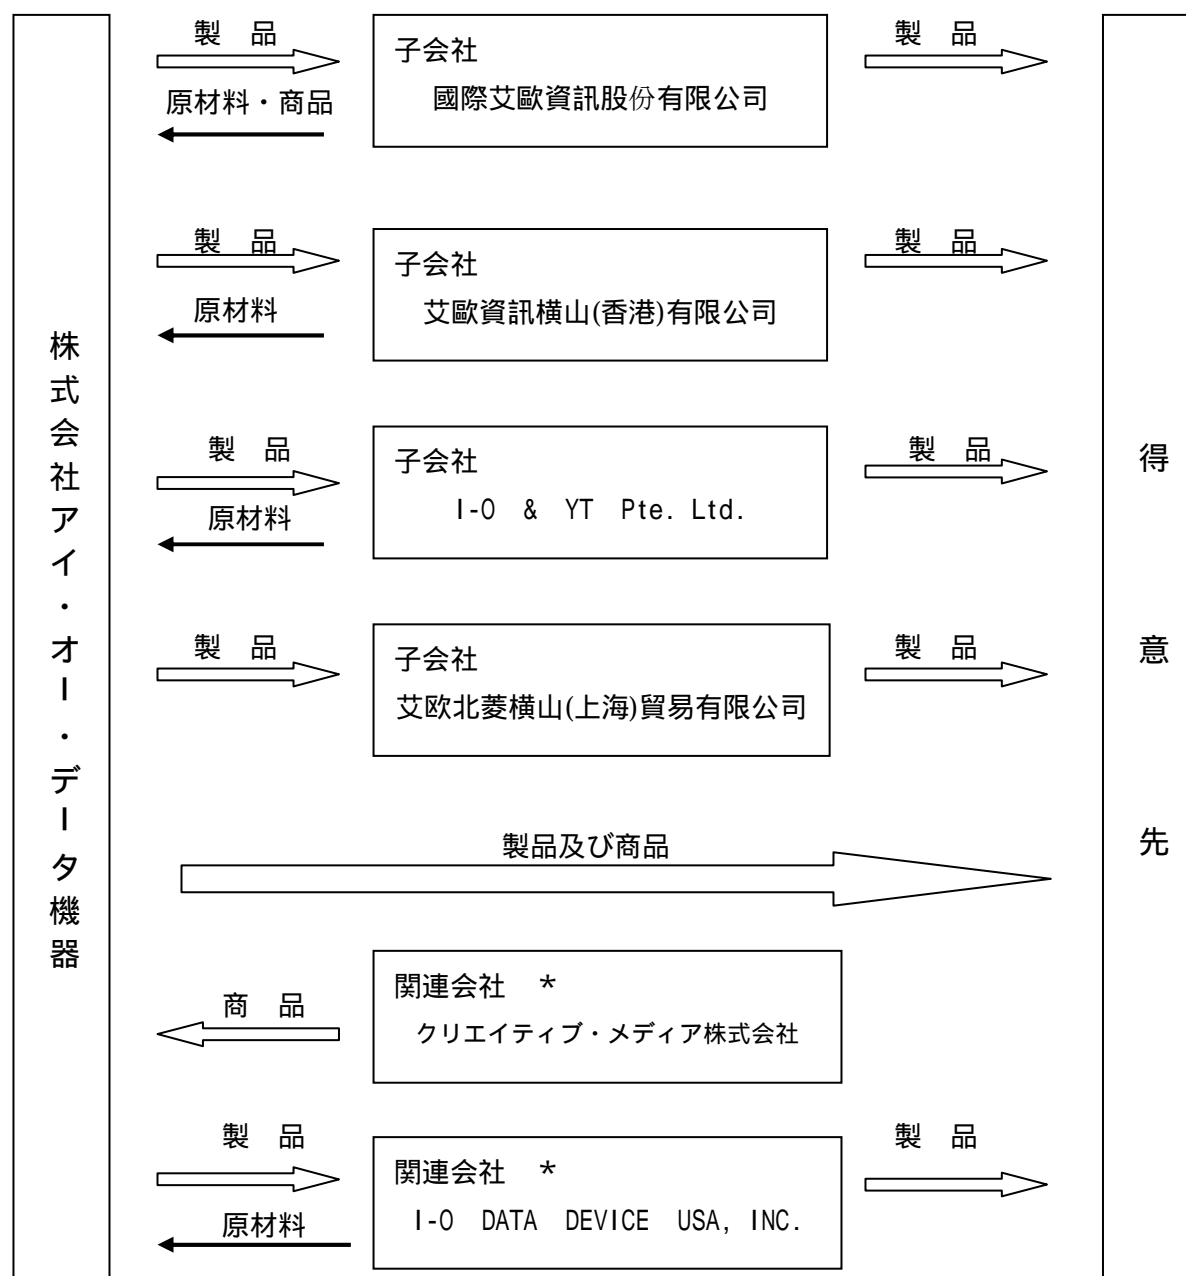 株式会社アイ・オー・データ機器
製　品
原材料・商品
子会社
國際艾歐資訊股份有限公司
製　品
製　品
原材料
子会社
艾歐資訊横山(香港)有限公司
製　品
製　品
原材料
子会社
I-O　&　YT　Pte. Ltd.
製　品
製　品
子会社
艾欧北菱横山(上海)貿易有限公司
製　品
製品及び商品
商　品
関連会社　*
クリエイティブ・メディア株式会社
製　品
原材料
関連会社　*
I-O　DATA　DEVICE　USA, INC.
製　品
得意先